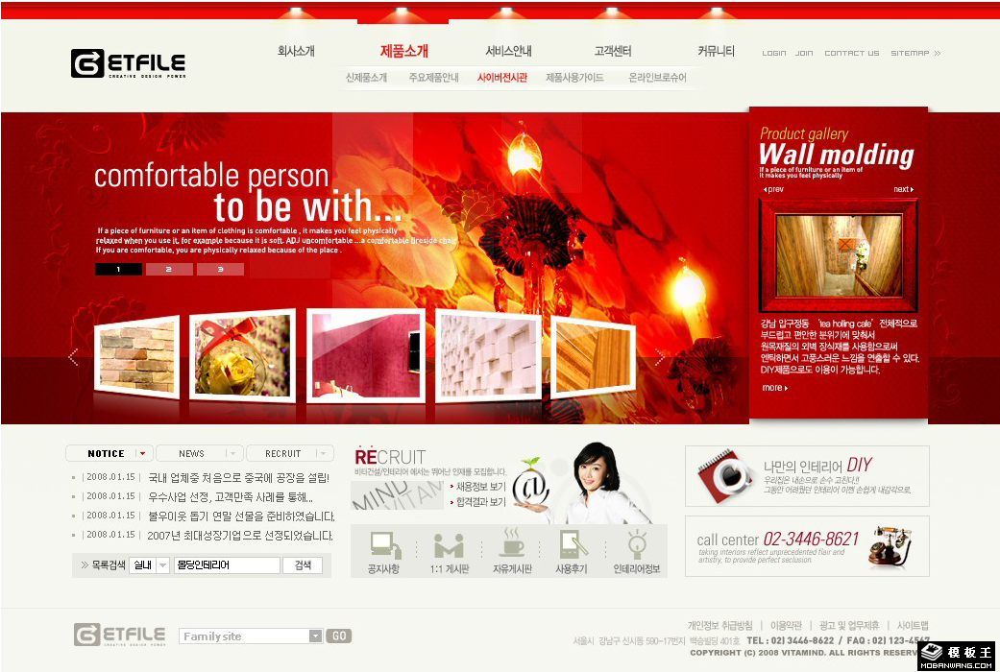 GETFILE
CREATIVE DESIGN POWER
회사소개 제품소개 서비스안내 고객센터 커뮤니티
LOGIN JOIN CONTACT US SITEMAP
신제품소개 주요제품안내 사이버전시관 제품사용가이드 온라인브로슈어
comfortable person
to be with...
If a piece of furniture or an item of clothing is comfortable , it makes you feel physically
relaxed when you use it, for example because it is soft. ADJ uncomfortable ...a comfortable fireside chair
If you are comfortable, you are physically relaxed because of the place .
1 2 3
Product gallery
Wall molding
If a piece of furniture or an item of
it makes you feel physically
prev next
강남 압구정동 'tea holling cafe' 전체적으로
부드럽고 편안한 분위기에 맞춰서
원목재질의 외벽 장식재를 사용함으로써
엔틱하면서 고풍스러운 느낌을 연출할 수 있다.
DIY제품으로도 이용이 가능합니다.
more
NOTICE NEWS RECRUIT
2008.01.15 국내 업체중 처음으로 중국에 공장을 설립!
2008.01.15 우수사업 선정, 고객만족 사례를 통해...
2008.01.15 불우이웃 돕기 연말 선물을 준비하였습니다.
2008.01.15 2007년 최대성장기업으로 선정되었습니다.
목록검색 실내 몰딩인테리어 검색
RECRUIT
비타건설/인테리어 에서는 뛰어난 인재를 모집합니다.
MIND VITAM
채용정보 보기
합격결과 보기
@
공지사항 1:1 게시판 자유게시판 사용후기 인테리어정보
나만의 인테리어 DIY
우리집은 내손으로 손수 고친다!!
그동안 어려웠던 인테리어 이젠 손쉽게 내감각으로.
call center 02-3446-8621
taking interiors reflect unprecedented flair and
artistry, to provide perfect seclusion.
GETFILE
CREATIVE DESIGN POWER
Family site GO
개인정보 취급방침 | 이용약관 | 광고 및 업무제휴 | 사이트맵
서울시 강남구 신사동 590-17번지 백승빌딩 401호 TEL : 02) 3446-8622 / FAQ : 02) 123-4567
COPYRIGHT (C) 2008 VITAMIND. ALL RIGHTS RESERV
模板王
MOBANWANG.COM